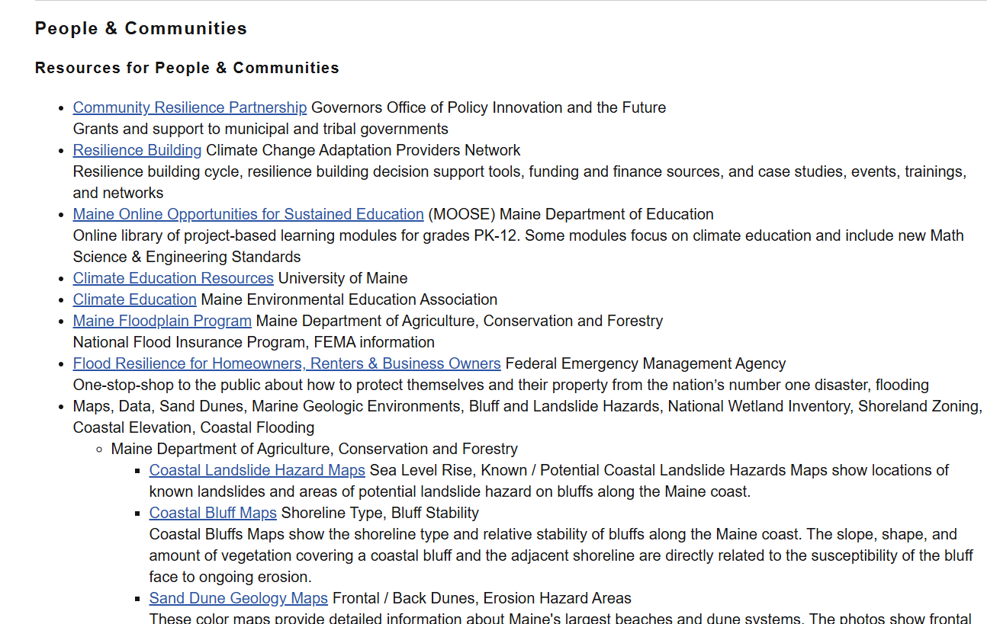 People & Communities
Resources for People & Communities
Community Resilience Partnership Governors Office of Policy Innovation and the Future
Grants and support to municipal and tribal governments
Resilience Building Climate Change Adaptation Providers Network
Resilience building cycle, resilience building decision support tools, funding and finance sources, and case studies, events, trainings,
and networks
Maine Online Opportunities for Sustained Education (MOOSE) Maine Department of Education
Online library of project-based learning modules for grades PK-12. Some modules focus on climate education and include new Math
Science & Engineering Standards
Climate Education Resources University of Maine
Climate Education Maine Environmental Education Association
Maine Floodplain Program Maine Department of Agriculture, Conservation and Forestry
National Flood Insurance Program, FEMA information
Flood Resilience for Homeowners, Renters & Business Owners Federal Emergency Management Agency
One-stop-shop to the public about how to protect themselves and their property from the nation’s number one disaster, flooding
Maps, Data, Sand Dunes, Marine Geologic Environments, Bluff and Landslide Hazards, National Wetland Inventory, Shoreland Zoning,
Coastal Elevation, Coastal Flooding
Maine Department of Agriculture, Conservation and Forestry
Coastal Landslide Hazard Maps Sea Level Rise, Known / Potential Coastal Landslide Hazards Maps show locations of
known landslides and areas of potential landslide hazard on bluffs along the Maine coast.
Coastal Bluff Maps Shoreline Type, Bluff Stability
Coastal Bluffs Maps show the shoreline type and relative stability of bluffs along the Maine coast. The slope, shape, and
amount of vegetation covering a coastal bluff and the adjacent shoreline are directly related to the susceptibility of the bluff
face to ongoing erosion.
Sand Dune Geology Maps Frontal / Back Dunes, Erosion Hazard Areas
These color maps provide detailed information about Maine's largest beaches and dune systems. The photos show frontal